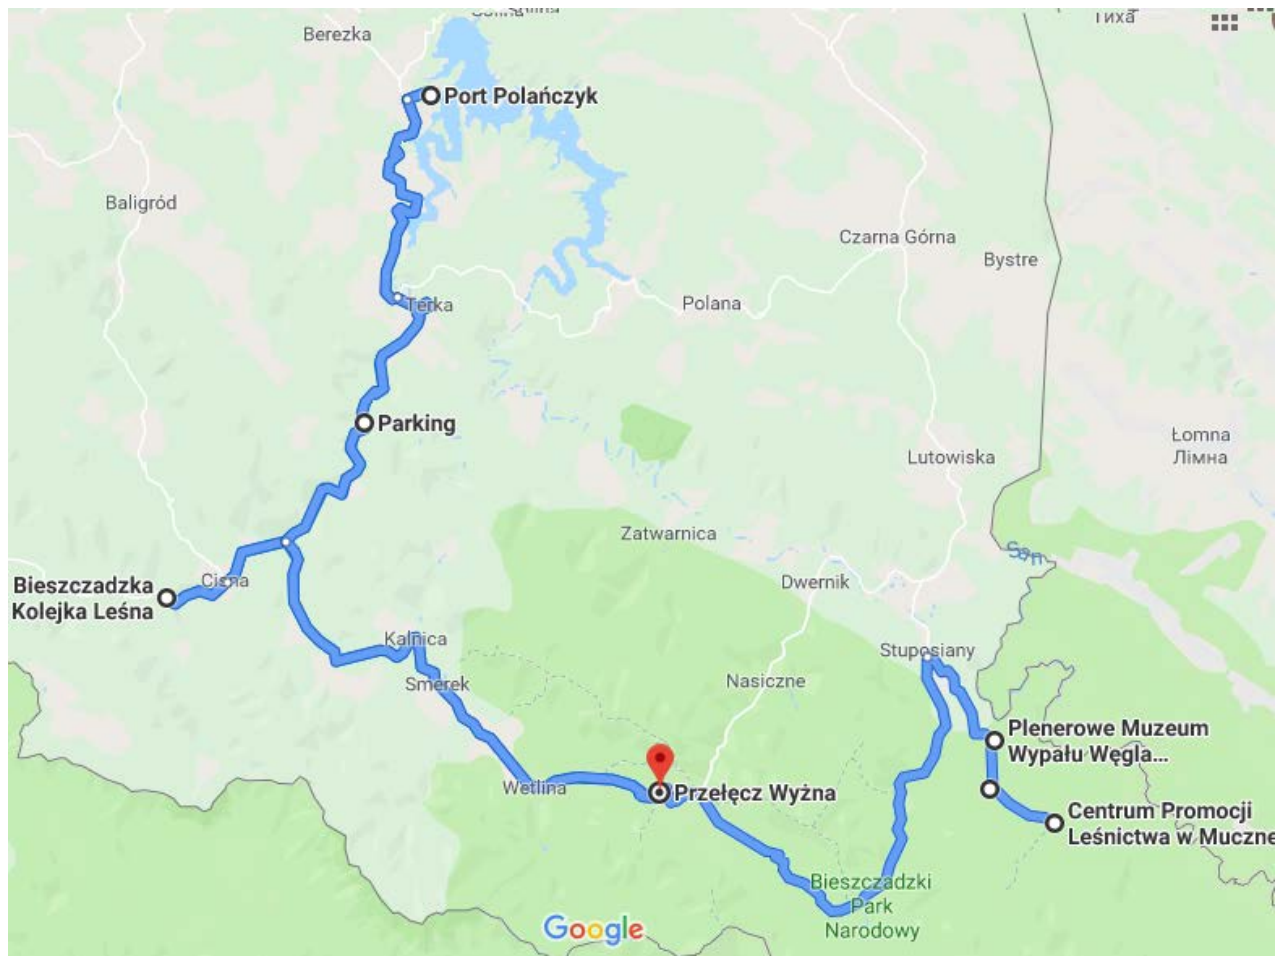 Тиха
Berezka
Port Polańczyk
Baligród
Czarna Górna
Bystre
Terka
Polana
Parking
Łomna
Лімна
Lutowiska
Zatwarnica
San
Bieszczadzka
Kolejka Leśna
Cisna
Dwernik
Kalnica
Stuposiany
Smerek
Nasiczne
Plenerowe Muzeum
Wypału Węgla...
Wetlina
Przełęcz Wyżna
Centrum Promocji
Leśnictwa w Muczne
Bieszczadzki
Park
Narodowy
Google